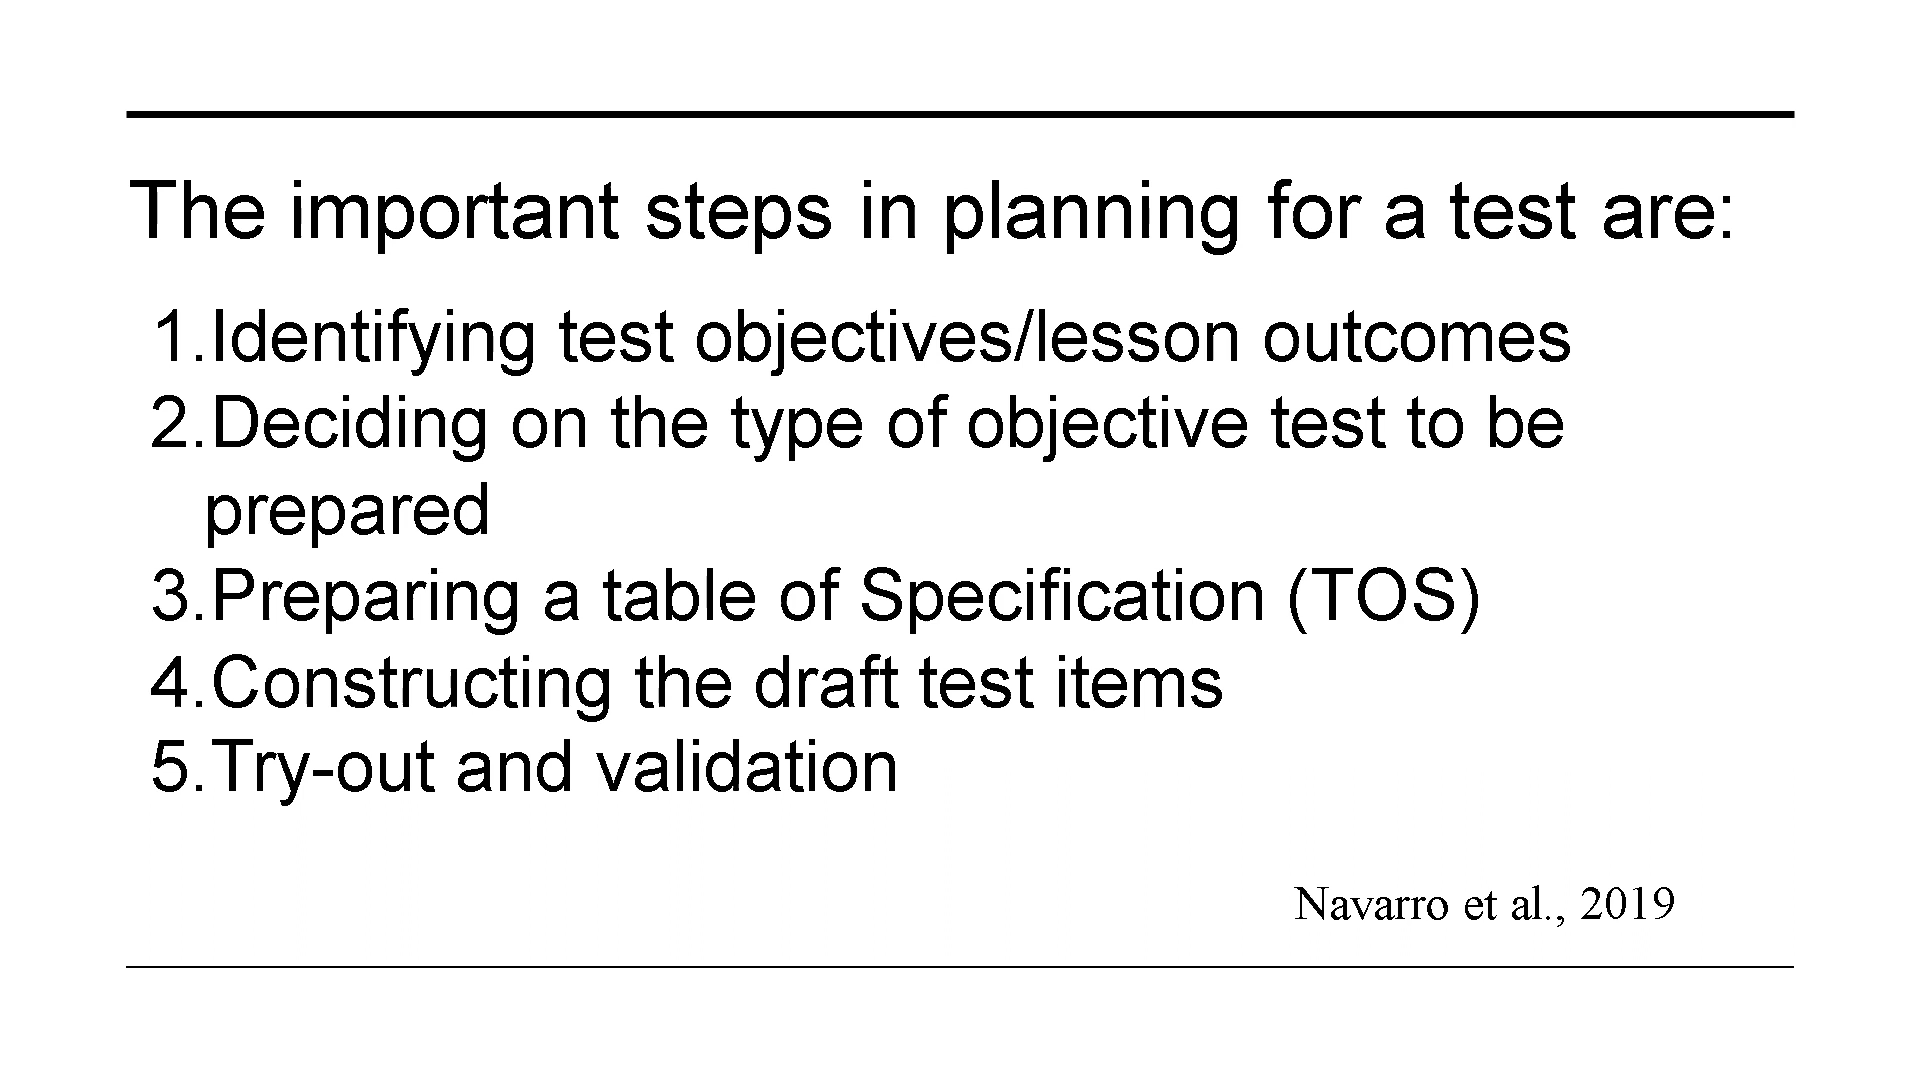 The important steps in planning for a test are:
1.Identifying test objectives/lesson outcomes
2.Deciding on the type of objective test to be
prepared
3.Preparing a table of Specification (TOS)
4.Constructing the draft test items
5.Try-out and validation
Navarro et al., 2019